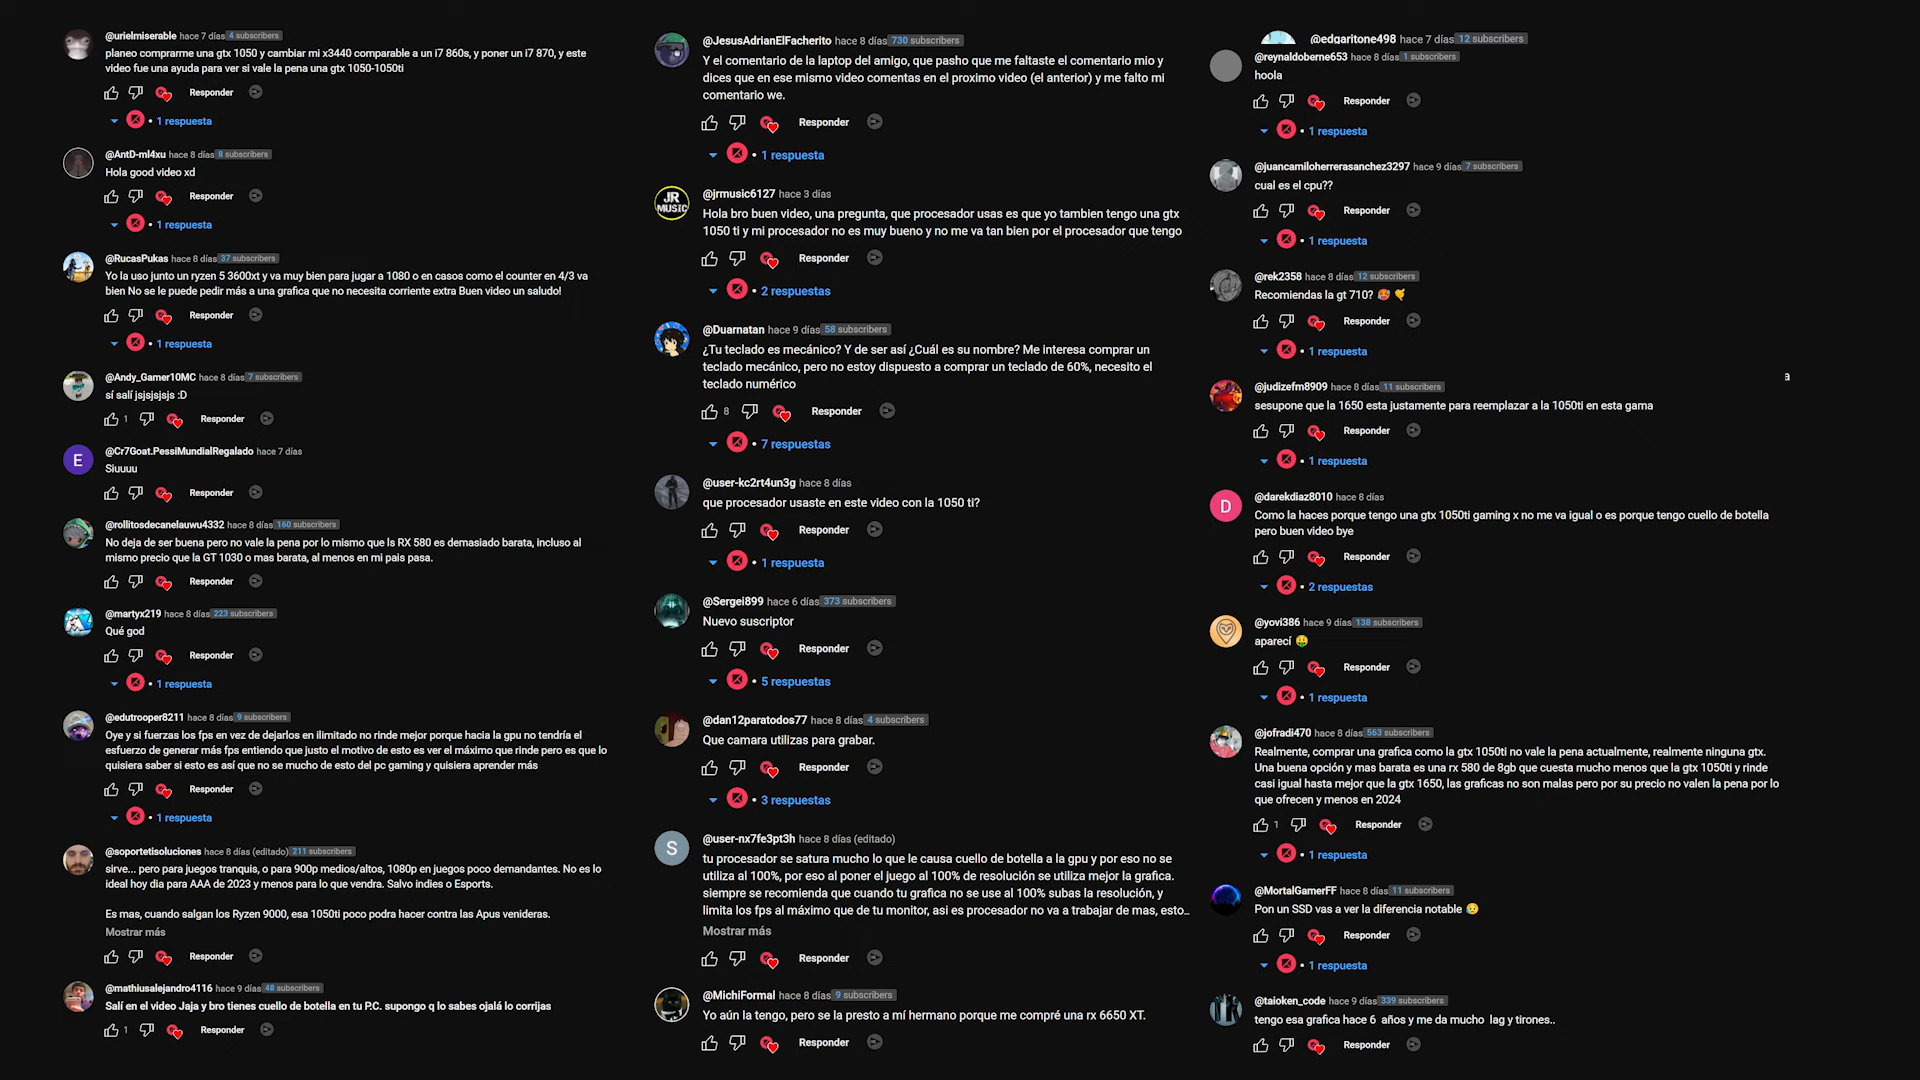 @urielmiserable hace 7 días 4 subscribers
planeo comprarme una gtx 1050 y cambiar mi x3440 comparable a un i7 860s, y poner un i7 870, y este
video fue una ayuda para ver si vale la pena una gtx 1050-1050ti
Responder
• 1 respuesta
@AntD-ml4xu hace 8 días 8 subscribers
Hola good video xd
Responder
• 1 respuesta
@RucasPukas hace 8 días 37 subscribers
Yo la uso junto un ryzen 5 3600xt y va muy bien para jugar a 1080 o en casos como el counter en 4/3 va
bien No se le puede pedir más a una grafica que no necesita corriente extra Buen video un saludo!
Responder
• 1 respuesta
@Andy_Gamer10MC hace 8 días 7 subscribers
sí salí jsjsjsjsjs :D
1 Responder
E
@Cr7Goat.PessiMundialRegalado hace 7 días
Siuuuu
Responder
@rollitosdecanelauwu4332 hace 8 días 160 subscribers
No deja de ser buena pero no vale la pena por lo mismo que ls RX 580 es demasiado barata, incluso al
mismo precio que la GT 1030 o mas barata, al menos en mi pais pasa.
Responder
@martyx219 hace 8 días 223 subscribers
Qué god
Responder
• 1 respuesta
@edutrooper8211 hace 8 días 9 subscribers
Oye y si fuerzas los fps en vez de dejarlos en ilimitado no rinde mejor porque hacia la gpu no tendría el
esfuerzo de generar más fps entiendo que justo el motivo de esto es ver el máximo que rinde pero es que lo
quisiera saber si esto es así que no se mucho de esto del pc gaming y quisiera aprender más
Responder
• 1 respuesta
@soportetisoluciones hace 8 días (editado) 211 subscribers
sirve... pero para juegos tranquis, o para 900p medios/altos, 1080p en juegos poco demandantes. No es lo
ideal hoy dia para AAA de 2023 y menos para lo que vendra. Salvo indies o Esports.
Es mas, cuando salgan los Ryzen 9000, esa 1050ti poco podra hacer contra las Apus venideras.
Mostrar más
Responder
@mathiusalejandro4116 hace 9 días 48 subscribers
Salí en el video Jaja y bro tienes cuello de botella en tu P.C. supongo q lo sabes ojalá lo corrijas
1 Responder
@JesusAdrianElFacherito hace 8 días 730 subscribers
Y el comentario de la laptop del amigo, que pasho que me faltaste el comentario mio y
dices que en ese mismo video comentas en el proximo video (el anterior) y me falto mi
comentario we.
Responder
• 1 respuesta
JR
MUSIC
@jrmusic6127 hace 3 días
Hola bro buen video, una pregunta, que procesador usas es que yo tambien tengo una gtx
1050 ti y mi procesador no es muy bueno y no me va tan bien por el procesador que tengo
Responder
• 2 respuestas
@Duarnatan hace 9 días 58 subscribers
¿Tu teclado es mecánico? Y de ser así ¿Cuál es su nombre? Me interesa comprar un
teclado mecánico, pero no estoy dispuesto a comprar un teclado de 60%, necesito el
teclado numérico
8 Responder
• 7 respuestas
@user-kc2rt4un3g hace 8 días
que procesador usaste en este video con la 1050 ti?
Responder
• 1 respuesta
@Sergei899 hace 6 días 373 subscribers
Nuevo suscriptor
Responder
• 5 respuestas
@dan12paratodos77 hace 8 días 4 subscribers
Que camara utilizas para grabar.
Responder
• 3 respuestas
S
@user-nx7fe3pt3h hace 8 días (editado)
tu procesador se satura mucho lo que le causa cuello de botella a la gpu y por eso no se
utiliza al 100%, por eso al poner el juego al 100% de resolución se utiliza mejor la grafica.
siempre se recomienda que cuando tu grafica no se use al 100% subas la resolución, y
limita los fps al máximo que de tu monitor, asi es procesador no va a trabajar de mas, esto...
Mostrar más
Responder
@MichiFormal hace 8 días 9 subscribers
Yo aún la tengo, pero se la presto a mí hermano porque me compré una rx 6650 XT.
Responder
@edgaritone498 hace 7 días 12 subscribers
@reynaldoberne653 hace 8 días 1 subscribers
hoola
Responder
• 1 respuesta
@juancamiloherrerasanchez3297 hace 9 días 7 subscribers
cual es el cpu??
Responder
• 1 respuesta
@rek2358 hace 8 días 12 subscribers
Recomiendas la gt 710? 🥵 🤙
Responder
• 1 respuesta
a
@judizefm8909 hace 8 días 11 subscribers
sesupone que la 1650 esta justamente para reemplazar a la 1050ti en esta gama
Responder
• 1 respuesta
D
@darekdiaz8010 hace 8 días
Como la haces porque tengo una gtx 1050ti gaming x no me va igual o es porque tengo cuello de botella
pero buen video bye
Responder
• 2 respuestas
@yovi386 hace 9 días 138 subscribers
aparecí 🤑
Responder
• 1 respuesta
@jofradi470 hace 8 días 563 subscribers
Realmente, comprar una grafica como la gtx 1050ti no vale la pena actualmente, realmente ninguna gtx.
Una buena opción y mas barata es una rx 580 de 8gb que cuesta mucho menos que la gtx 1050ti y rinde
casi igual hasta mejor que la gtx 1650, las graficas no son malas pero por su precio no valen la pena por lo
que ofrecen y menos en 2024
1 Responder
• 1 respuesta
@MortalGamerFF hace 8 días 11 subscribers
Pon un SSD vas a ver la diferencia notable 😥
Responder
• 1 respuesta
@taioken_code hace 9 días 339 subscribers
tengo esa grafica hace 6 años y me da mucho lag y tirones..
Responder